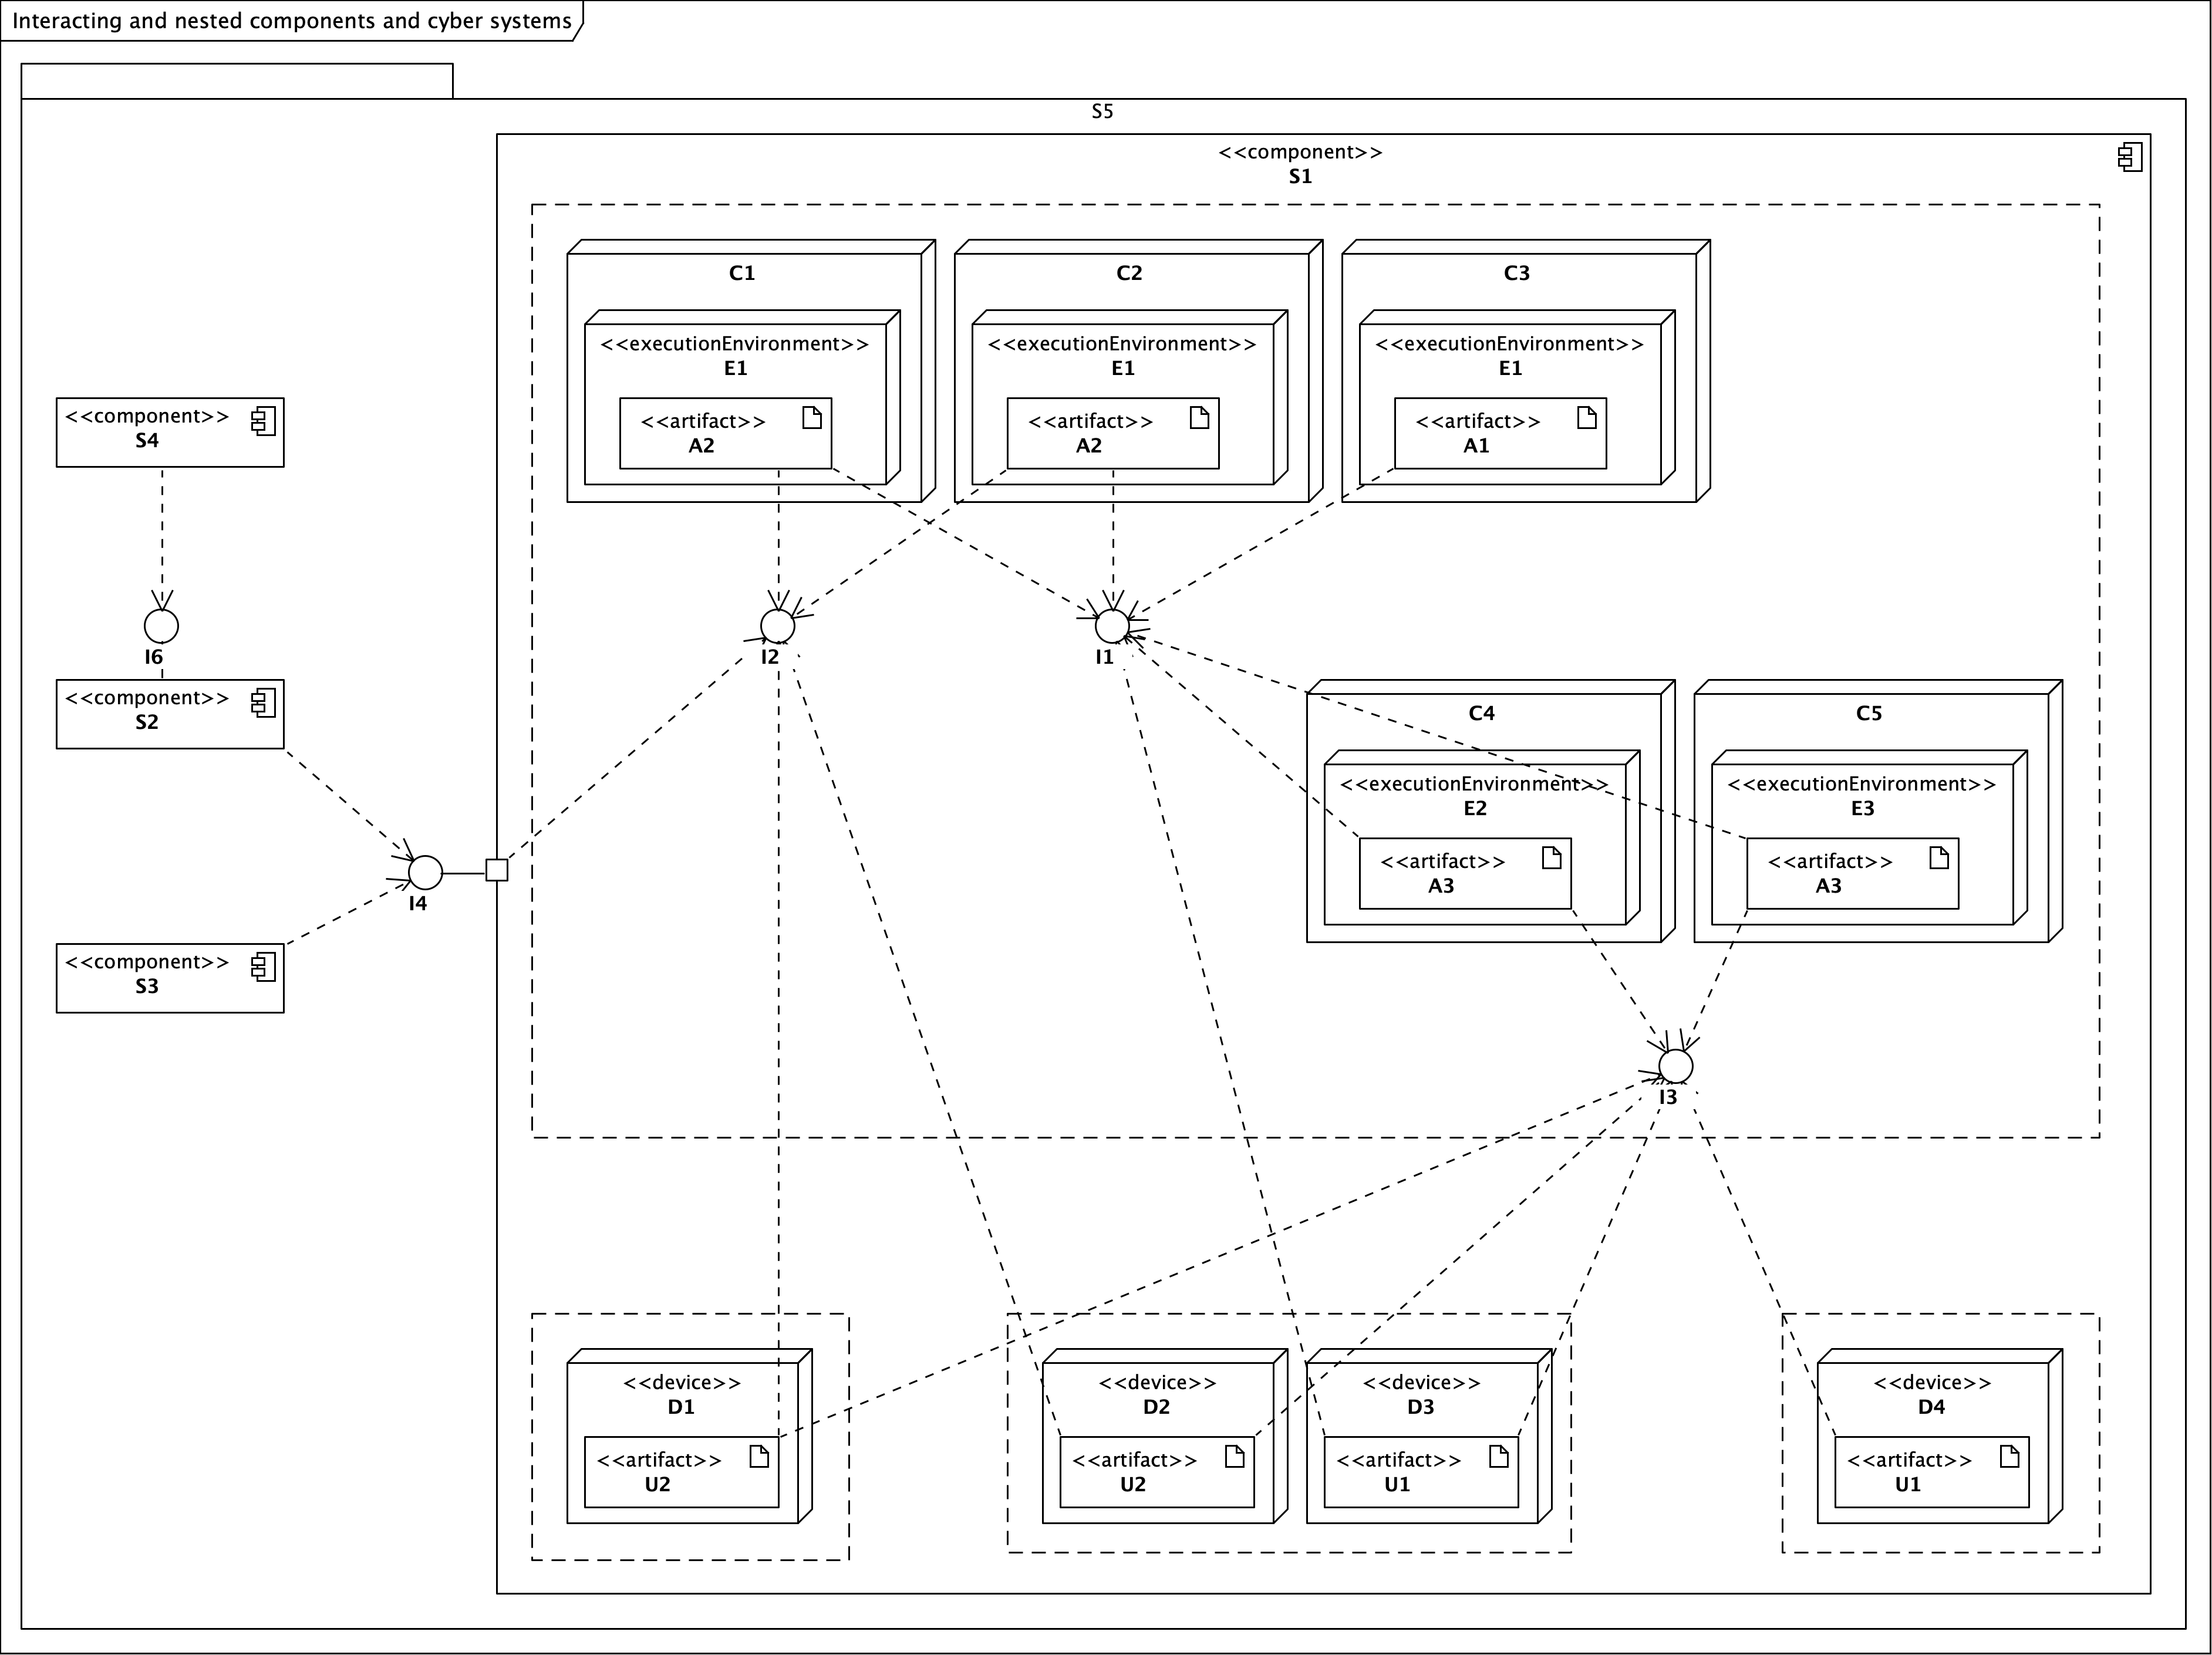 Interacting and nested components and cyber systems
S5
<<component>>
S1
C1
C2
C3
<<executionEnvironment>>
E1
<<executionEnvironment>>
E1
<<executionEnvironment>>
E1
<<artifact>>
A2
<<artifact>>
A2
<<artifact>>
A1
<<component>>
S4
I6
I2
I1
<<component>>
S2
C4
C5
<<executionEnvironment>>
E2
<<executionEnvironment>>
E3
<<artifact>>
A3
<<artifact>>
A3
I4
<<component>>
S3
I3
<<device>>
D1
<<device>>
D2
<<device>>
D3
<<device>>
D4
<<artifact>>
U2
<<artifact>>
U2
<<artifact>>
U1
<<artifact>>
U1